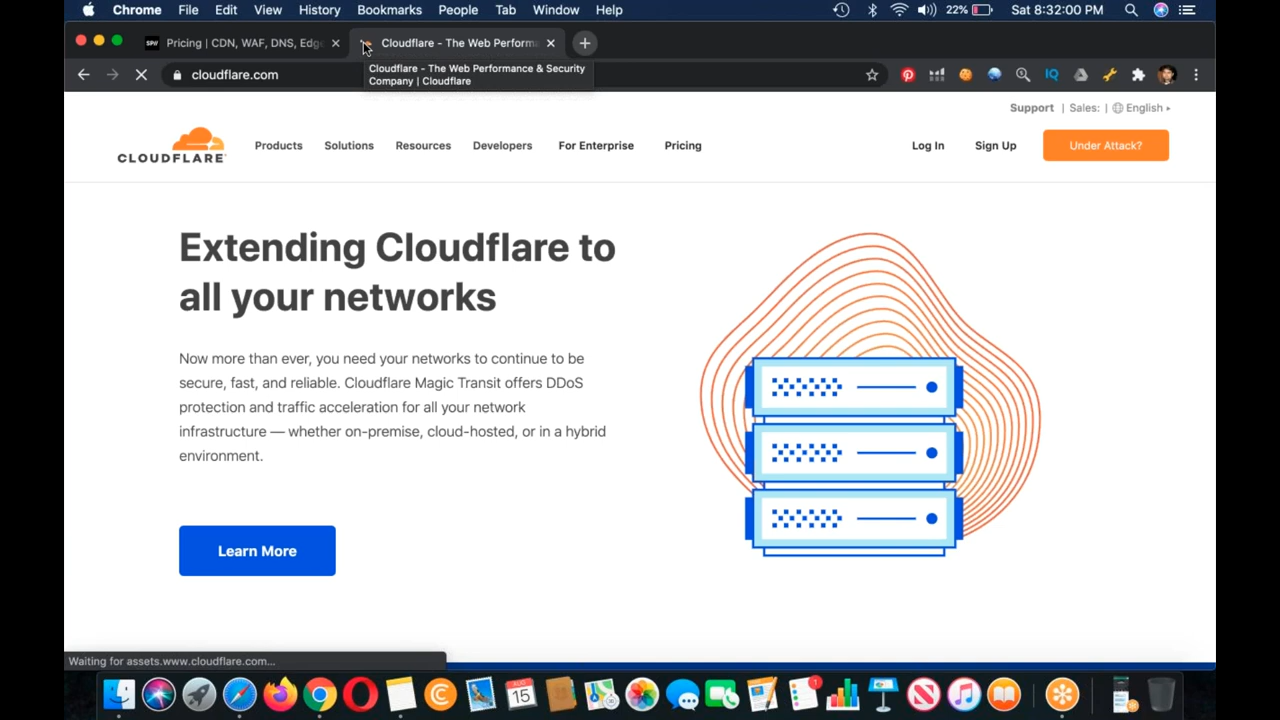 Chrome File Edit View History Bookmarks People Tab Window Help 22% Sat 8:32:00 PM
Pricing | CDN, WAF, DNS, Edge
Cloudflare - The Web Perform
cloudflare.com
Cloudflare - The Web Performance & Security
Company | Cloudflare
IQ
Support | Sales: | English
CLOUDFLARE
Products Solutions Resources Developers For Enterprise Pricing Log In Sign Up Under Attack?
Extending Cloudflare to
all your networks
Now more than ever, you need your networks to continue to be
secure, fast, and reliable. Cloudflare Magic Transit offers DDoS
protection and traffic acceleration for all your network
infrastructure — whether on-premise, cloud-hosted, or in a hybrid
environment.
Learn More
Waiting for assets.www.cloudflare.com...
AUG
15
1